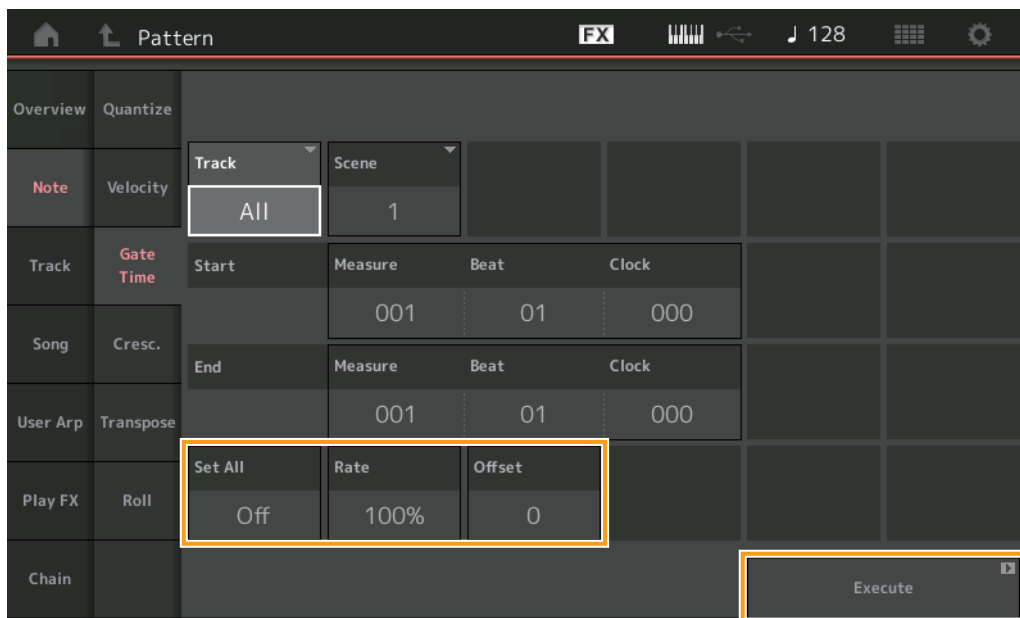 Pattern FX 128
Overview Quantize
Track Scene
Note Velocity
All 1
Track Gate Time Start Measure Beat Clock
001 01 000
Song Cresc.
End Measure Beat Clock
User Arp Transpose 001 01 000
Set All Rate Offset
Play FX Roll
Off 100% 0
Chain Execute